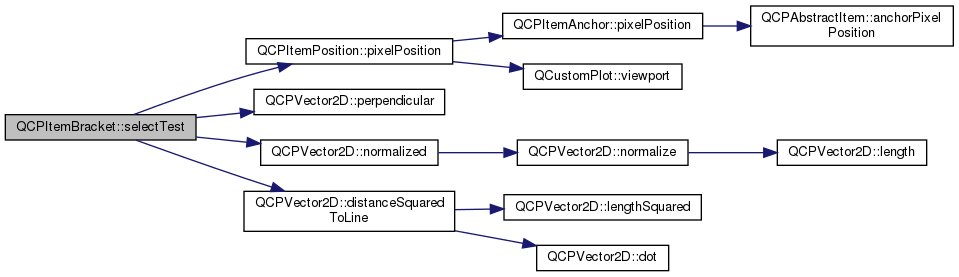 QCPItemBracket::selectTest
QCPItemPosition::pixelPosition
QCPItemAnchor::pixelPosition
QCPAbstractItem::anchorPixel
Position
QCustomPlot::viewport
QCPVector2D::perpendicular
QCPVector2D::normalized
QCPVector2D::normalize
QCPVector2D::length
QCPVector2D::distanceSquared
ToLine
QCPVector2D::lengthSquared
QCPVector2D::dot